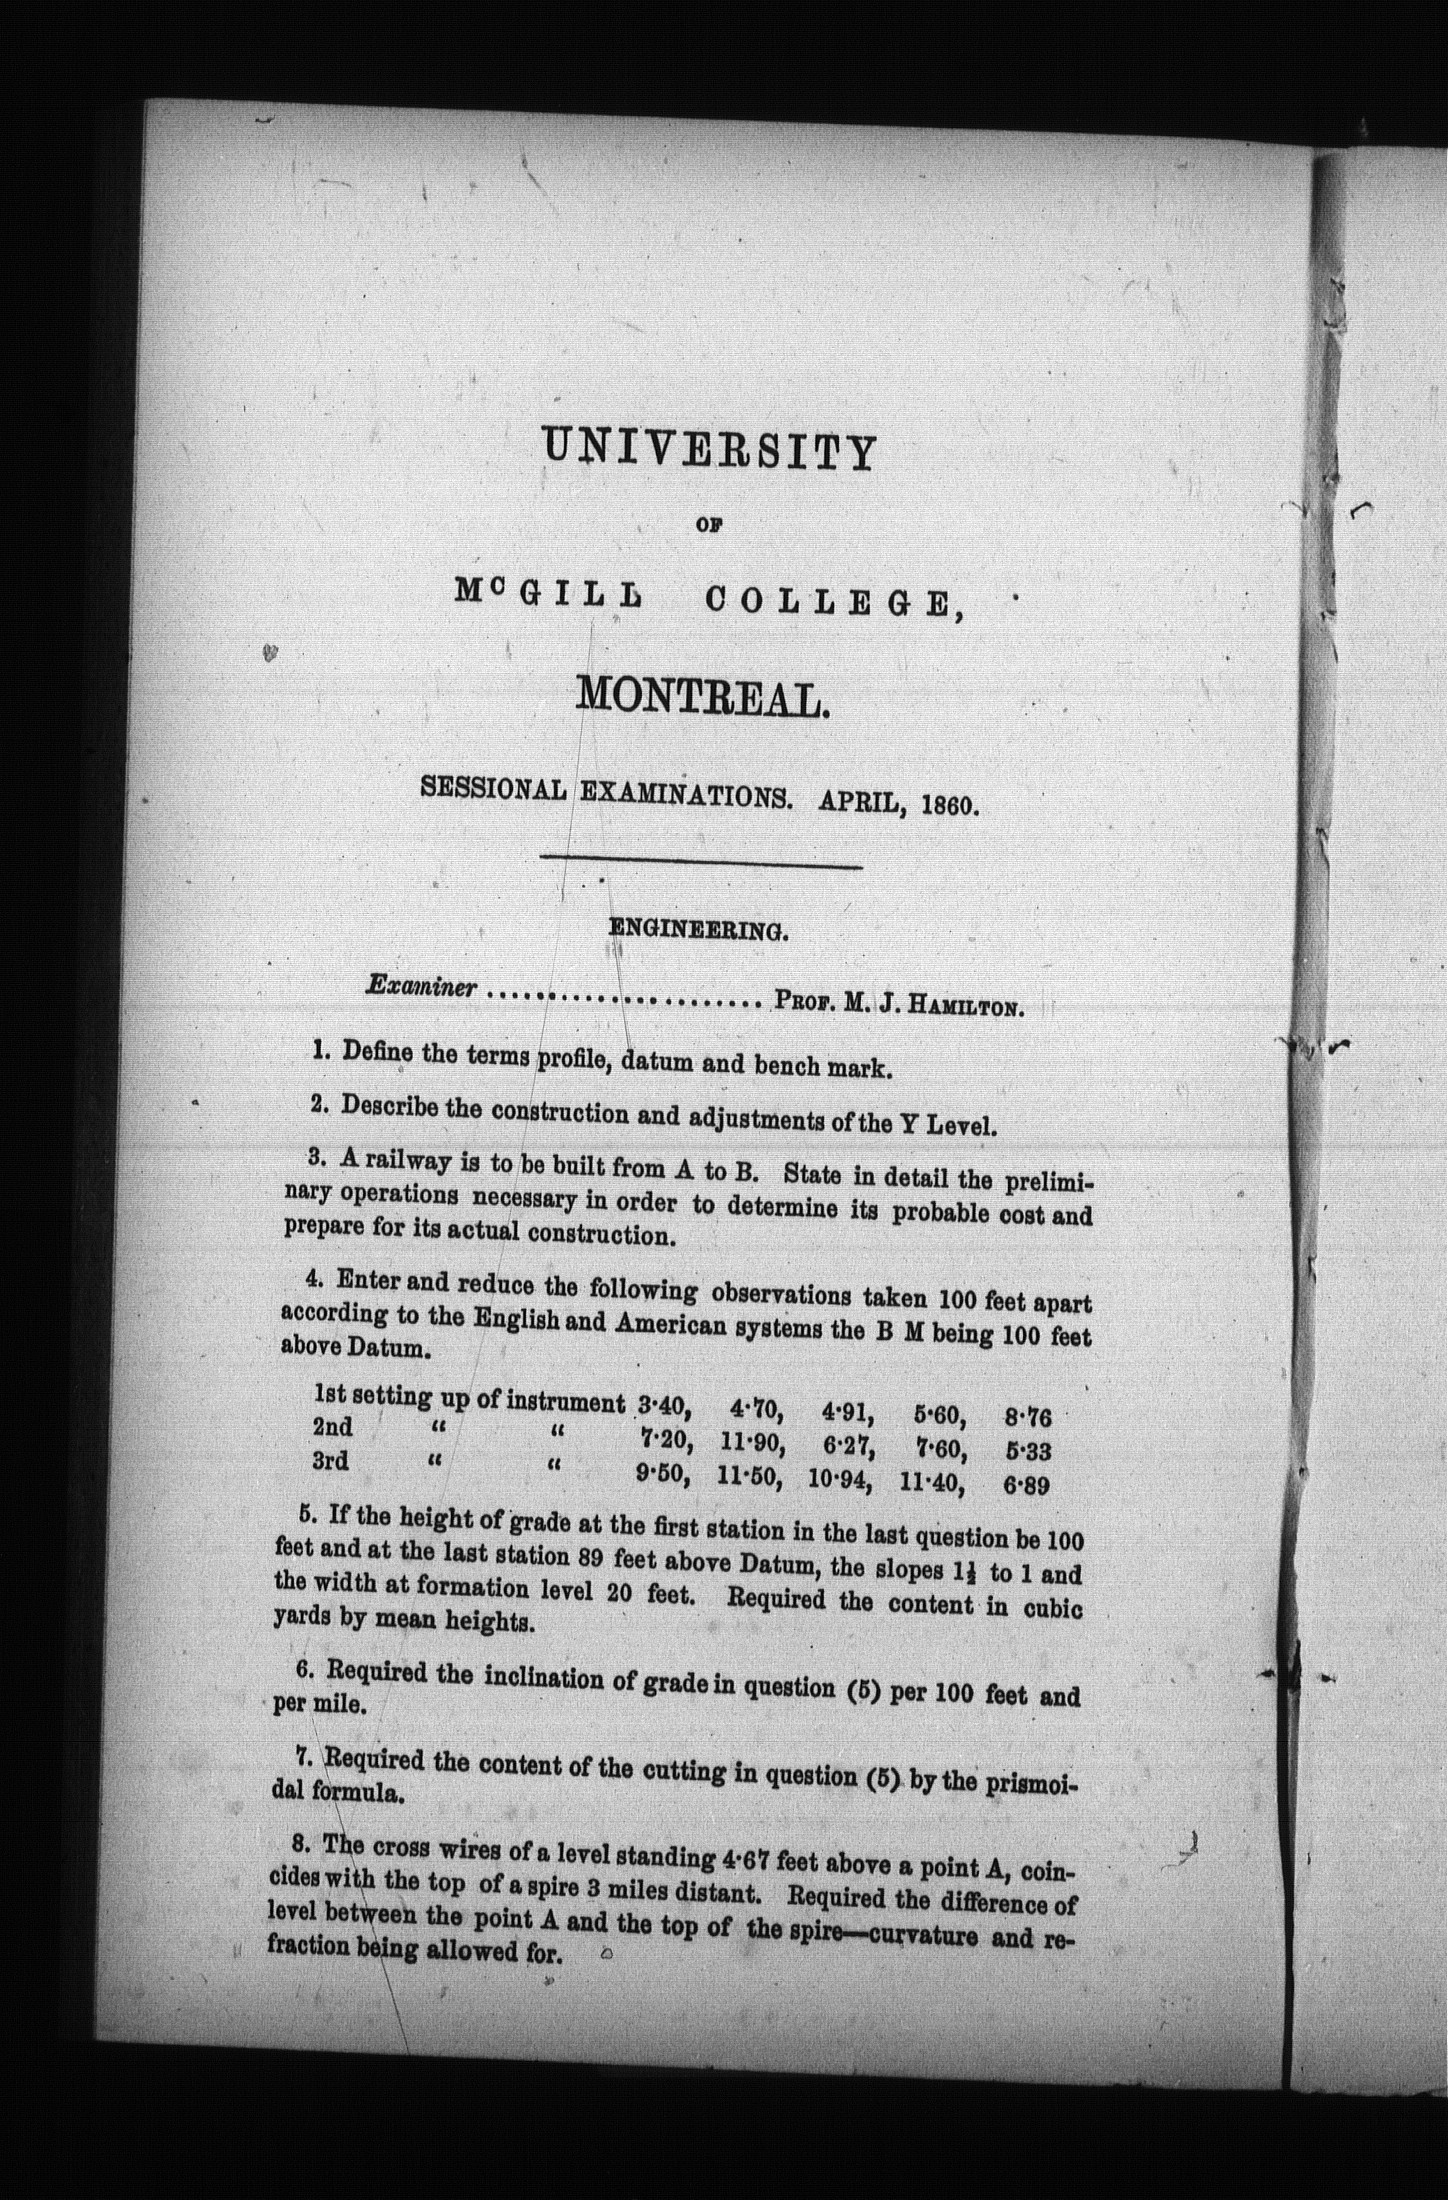 UNIVERSITY
OF
McGILL COLLEGE,
MONTREAL.
SESSIONAL EXAMINATIONS. APRIL, 1860.
ENGINEERING.
Examiner ...................... PROF. M. J. HAMILTON.
1. Define the terms profile, datum and bench mark.
2. Describe the construction and adjustments of the Y Level.
3. A railway is to be built from A to B. State in detail the prelimi-
nary operations necessary in order to determine its probable cost and
prepare for its actual construction.
4. Enter and reduce the following observations taken 100 feet apart
according to the English and American systems the B M being 100 feet
above Datum.
1st setting up of instrument 3·40, 4·70, 4·91, 5·60, 8·76
2nd “ “ 7·20, 11·90, 6·27, 7·60, 5·33
3rd “ “ 9·50, 11·50, 10·94, 11·40, 6·89
5. If the height of grade at the first station in the last question be 100
feet and at the last station 89 feet above Datum, the slopes 1½ to 1 and
the width at formation level 20 feet. Required the content in cubic
yards by mean heights.
6. Required the inclination of grade in question (5) per 100 feet and
per mile.
7. Required the content of the cutting in question (5) by the prismoi-
dal formula.
8. The cross wires of a level standing 4·67 feet above a point A, coin-
cides with the top of a spire 3 miles distant. Required the difference of
level between the point A and the top of the spire—curvature and re-
fraction being allowed for.